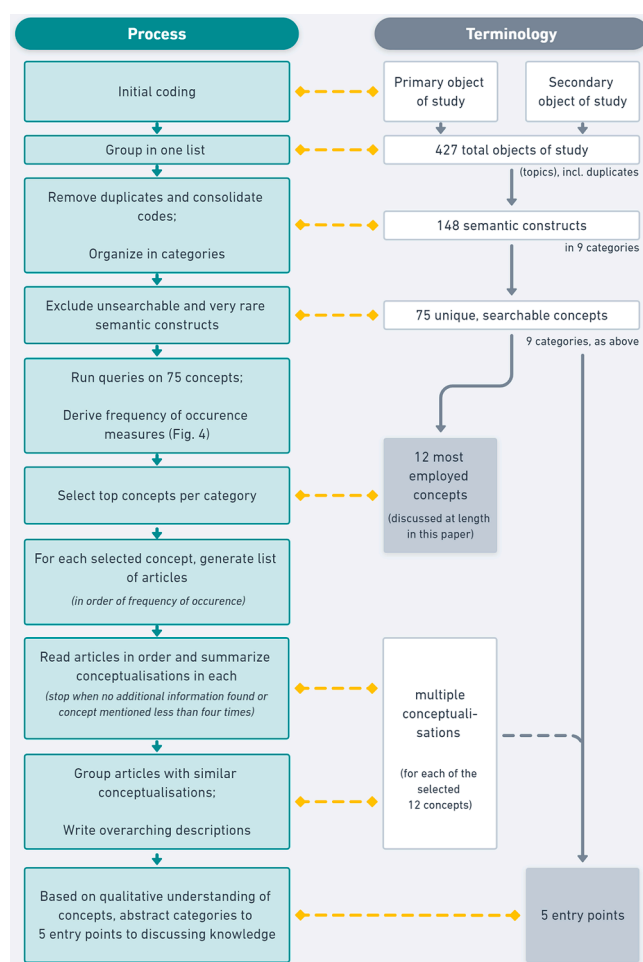 Process
Terminology
Initial coding
Primary object
of study
Secondary
object of study
Group in one list
427 total objects of study
(topics), incl. duplicates
Remove duplicates and consolidate
codes;
Organize in categories
148 semantic constructs
in 9 categories
Exclude unsearchable and very rare
semantic constructs
75 unique, searchable concepts
9 categories, as above
Run queries on 75 concepts;
Derive frequency of occurence
measures (Fig. 4)
12 most
employed
concepts
(discussed at length
in this paper)
Select top concepts per category
For each selected concept, generate list
of articles
(in order of frequency of occurence)
Read articles in order and summarize
conceptualisations in each
(stop when no additional information found or
concept mentioned less than four times)
multiple
conceptuali-
sations
(for each of the
selected
12 concepts)
Group articles with similar
conceptualisations;
Write overarching descriptions
Based on qualitative understanding of
concepts, abstract categories to
5 entry points to discussing knowledge
5 entry points